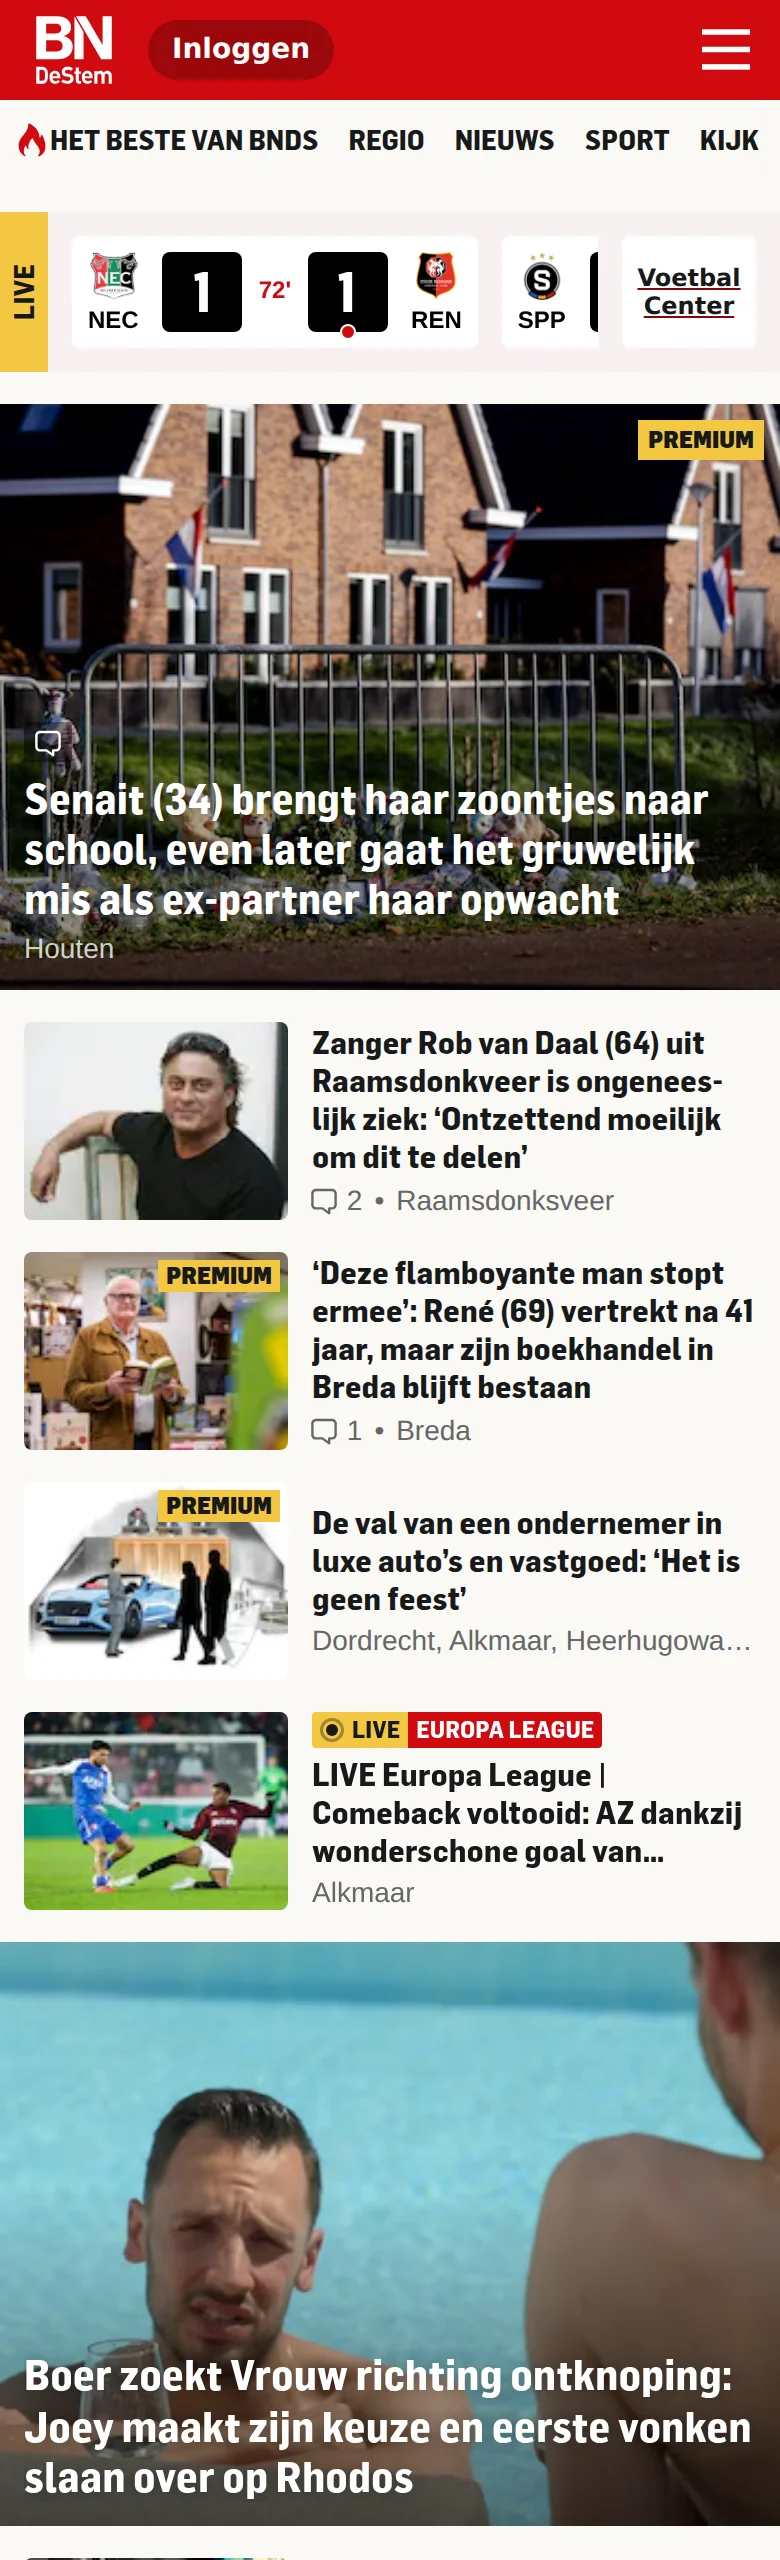 BN
DeStem
Inloggen
HET BESTE VAN BNDS REGIO NIEUWS SPORT KIJK
LIVE
NEC
NEC
1
72'
1
REN
S
SPP
Voetbal
Center
PREMIUM
Senait (34) brengt haar zoontjes naar
school, even later gaat het gruwelijk
mis als ex-partner haar opwacht
Houten
Zanger Rob van Daal (64) uit
Raamsdonkveer is ongenees-
lijk ziek: ‘Ontzettend moeilijk
om dit te delen’
2 • Raamsdonksveer
PREMIUM
‘Deze flamboyante man stopt
ermee’: René (69) vertrekt na 41
jaar, maar zijn boekhandel in
Breda blijft bestaan
1 • Breda
PREMIUM
De val van een ondernemer in
luxe auto’s en vastgoed: ‘Het is
geen feest’
Dordrecht, Alkmaar, Heerhugowa…
LIVE EUROPA LEAGUE
LIVE Europa League |
Comeback voltooid: AZ dankzij
wonderschone goal van…
Alkmaar
Boer zoekt Vrouw richting ontknoping:
Joey maakt zijn keuze en eerste vonken
slaan over op Rhodos